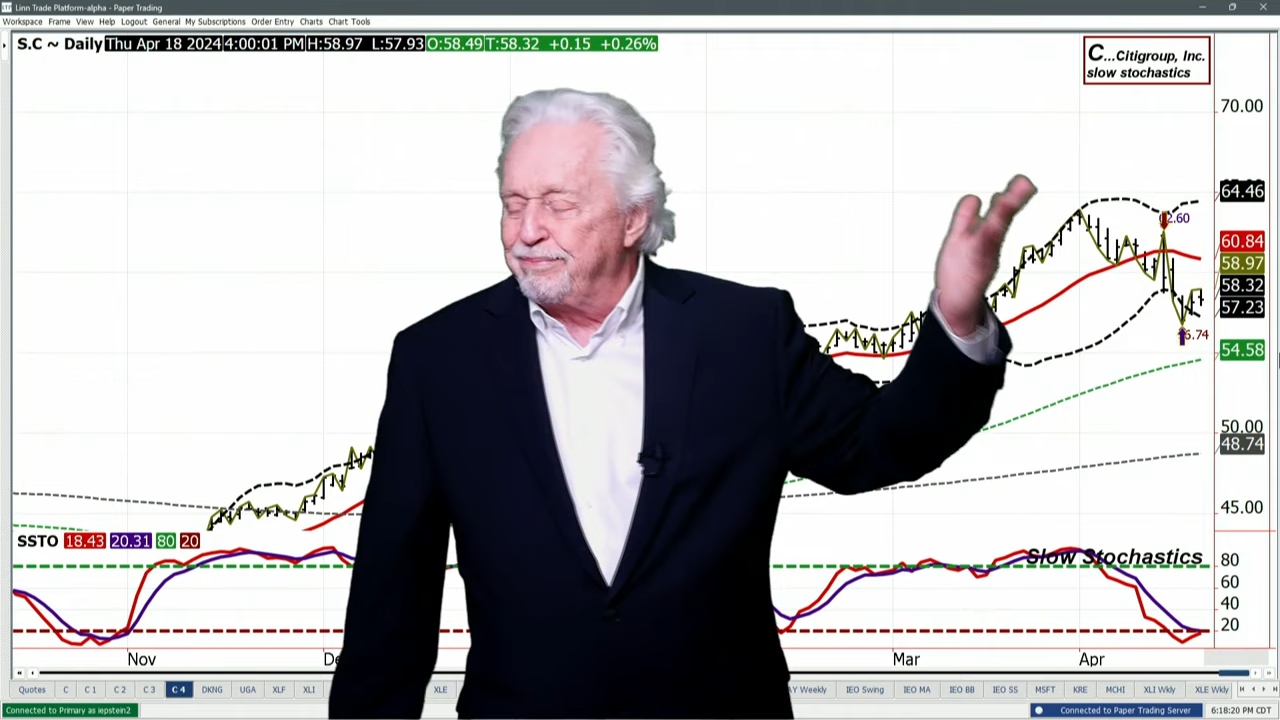 Linn Trade Platform-alpha - Paper Trading
Workspace Frame View Help Logout General My Subscriptions Order Entry Charts Chart Tools
S.C ~ Daily Thu Apr 18 2024 4:00:01 PM H:58.97 L:57.93 O:58.49 T:58.32 +0.15 +0.26%
C...Citigroup, Inc.
slow stochastics
70.00
64.46
60.84
58.97
58.32
57.23
54.58
50.00
48.74
45.00
SSTO 18.43 20.31 80 20
Slow Stochastics
80
60
40
20
Nov Mar Apr
Quotes C C 1 C 2 C 3 C 4 DKNG UGA XLF XLI XLE Weekly IEO Swing IEO MA IEO BB IEO SS MSFT KRE MCHI XLI Wkly XLE Wkly
Connected to Primary as iepstein2 Connected to Paper Trading Server 6:18:20 PM CDT